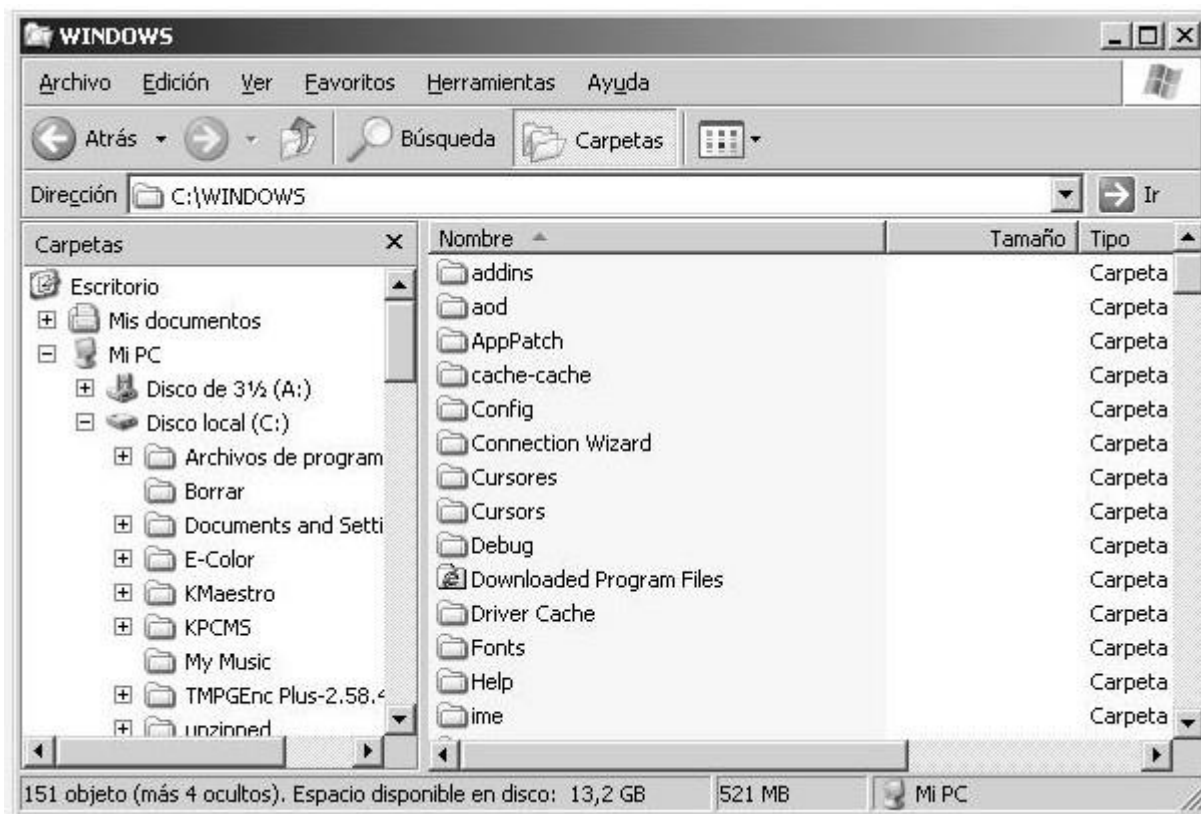 WINDOWS
Archivo Edición Ver Favoritos Herramientas Ayuda
Atrás Búsqueda Carpetas
Dirección C:\WINDOWS Ir
Carpetas
Escritorio
Mis documentos
Mi PC
Disco de 3½ (A:)
Disco local (C:)
Archivos de program
Borrar
Documents and Setti
E-Color
KMaestro
KPCMS
My Music
TMPGEnc Plus-2.58.4
unzipped
Nombre Tamaño Tipo
addins Carpeta
aod Carpeta
AppPatch Carpeta
cache-cache Carpeta
Config Carpeta
Connection Wizard Carpeta
Cursores Carpeta
Cursors Carpeta
Debug Carpeta
Downloaded Program Files Carpeta
Driver Cache Carpeta
Fonts Carpeta
Help Carpeta
ime Carpeta
151 objeto (más 4 ocultos). Espacio disponible en disco: 13,2 GB 521 MB Mi PC